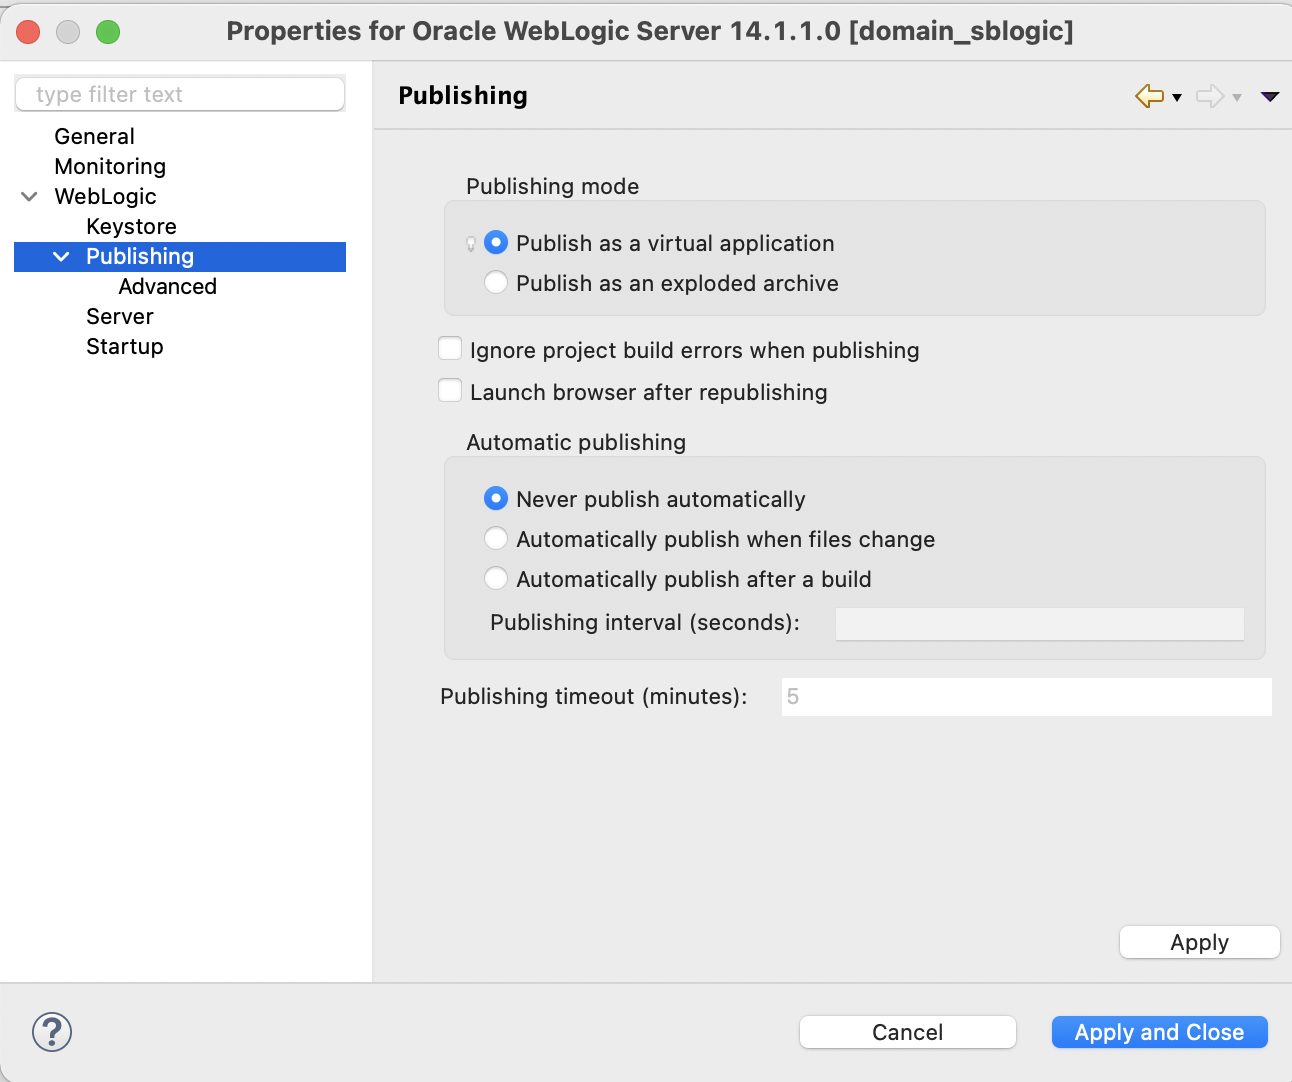 Properties for Oracle WebLogic Server 14.1.1.0 [domain_sblogic]
type filter text
General
Monitoring
WebLogic
Keystore
Publishing
Advanced
Server
Startup
Publishing
Publishing mode
Publish as a virtual application
Publish as an exploded archive
Ignore project build errors when publishing
Launch browser after republishing
Automatic publishing
Never publish automatically
Automatically publish when files change
Automatically publish after a build
Publishing interval (seconds):
Publishing timeout (minutes): 5
Apply
?
Cancel
Apply and Close